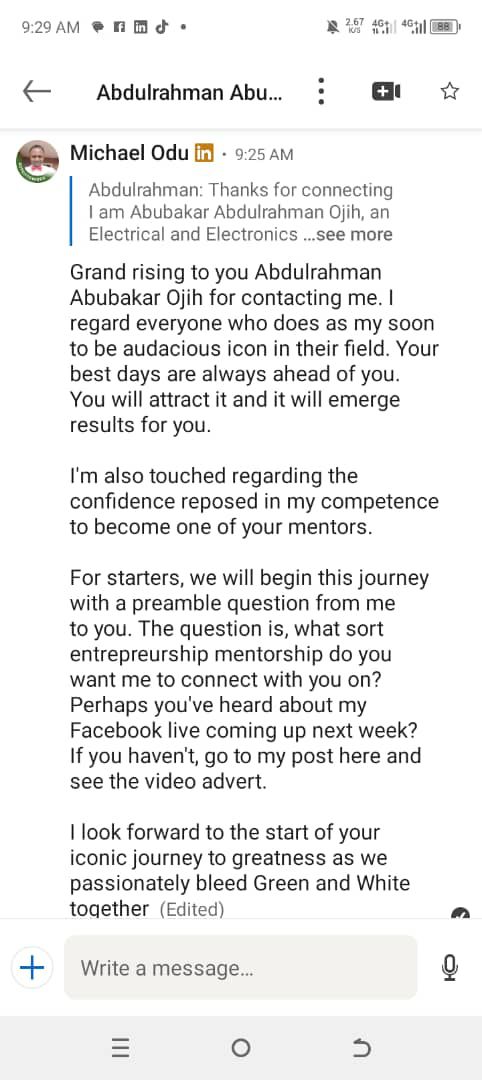 9:29 AM
2.67
K/S
4G
4G
88
Abdulrahman Abu...
Michael Odu in • 9:25 AM
Abdulrahman: Thanks for connecting
I am Abubakar Abdulrahman Ojih, an
Electrical and Electronics ...see more
Grand rising to you Abdulrahman
Abubakar Ojih for contacting me. I
regard everyone who does as my soon
to be audacious icon in their field. Your
best days are always ahead of you.
You will attract it and it will emerge
results for you.
I'm also touched regarding the
confidence reposed in my competence
to become one of your mentors.
For starters, we will begin this journey
with a preamble question from me
to you. The question is, what sort
entrepreurship mentorship do you
want me to connect with you on?
Perhaps you've heard about my
Facebook live coming up next week?
If you haven't, go to my post here and
see the video advert.
I look forward to the start of your
iconic journey to greatness as we
passionately bleed Green and White
together (Edited)
Write a message...